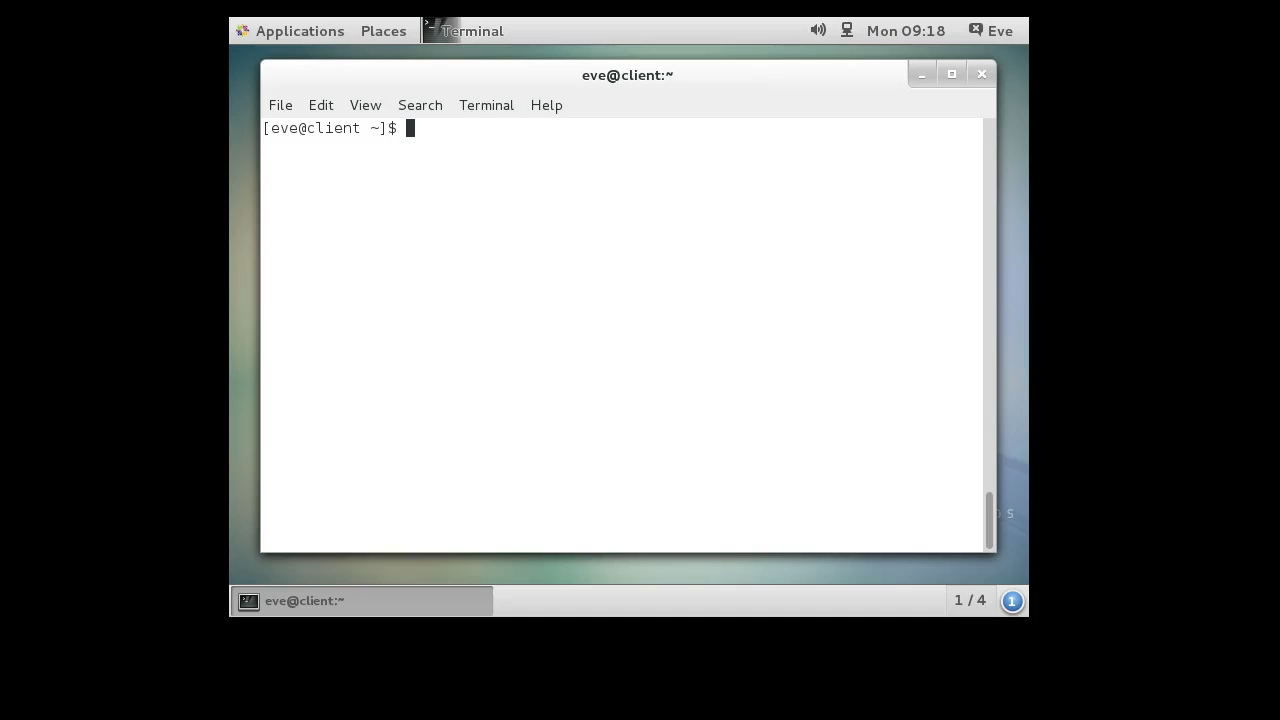 Applications Places Terminal Mon 09:18 Eve
eve@client:~
File Edit View Search Terminal Help
[eve@client ~]$
S
eve@client:~ 1 / 4 1